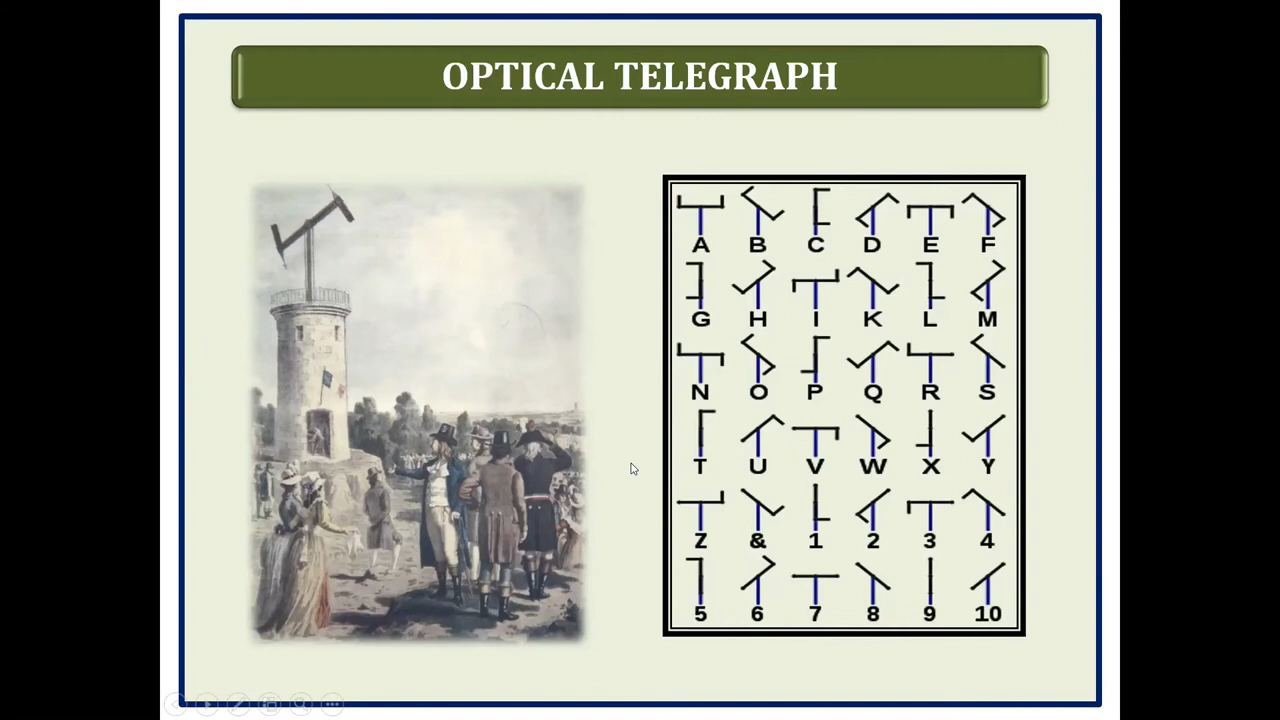 OPTICAL TELEGRAPH
A B C D E F
G H I K L M
N O P Q R S
T U V W X Y
Z & 1 2 3 4
5 6 7 8 9 10